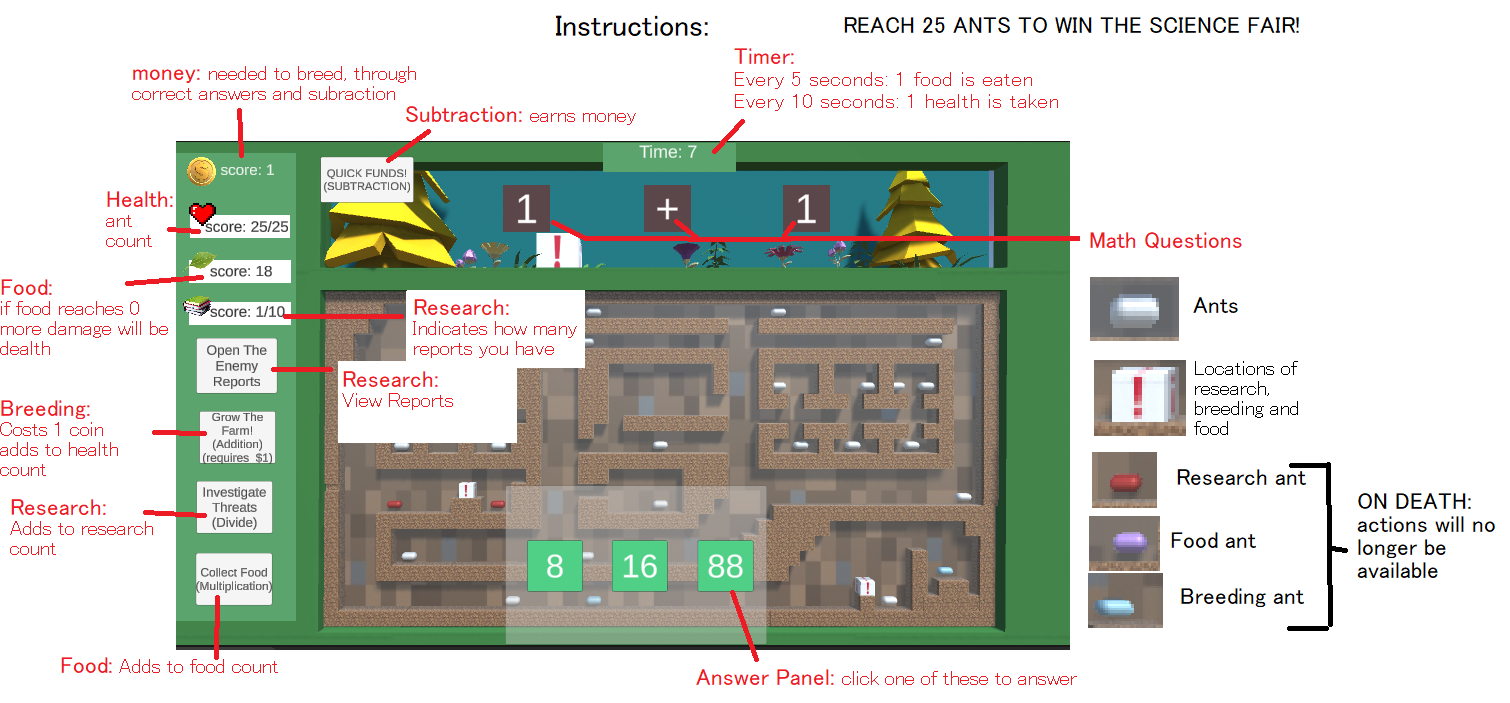 Instructions:
REACH 25 ANTS TO WIN THE SCIENCE FAIR!
money: needed to breed, through
correct answers and subraction
Subtraction: earns money
Timer:
Every 5 seconds: 1 food is eaten
Every 10 seconds: 1 health is taken
score: 1
QUICK FUNDS!
(SUBTRACTION)
Time: 7
1 + 1
Math Questions
Health:
ant
count
score: 25/25
score: 18
Food:
if food reaches 0
more damage will be
dealth
score: 1/10
Research:
Indicates how many
reports you have
Open The
Enemy
Reports
Research:
View Reports
Breeding:
Costs 1 coin
adds to health
count
Grow The
Farm!
(Addition)
(requires $1)
Research:
Adds to research
count
Investigate
Threats
(Divide)
Collect Food
(Multiplication)
Food: Adds to food count
8 16 88
Answer Panel: click one of these to answer
Ants
!
Locations of
research,
breeding and
food
Research ant
Food ant
Breeding ant
ON DEATH:
actions will no
longer be
available